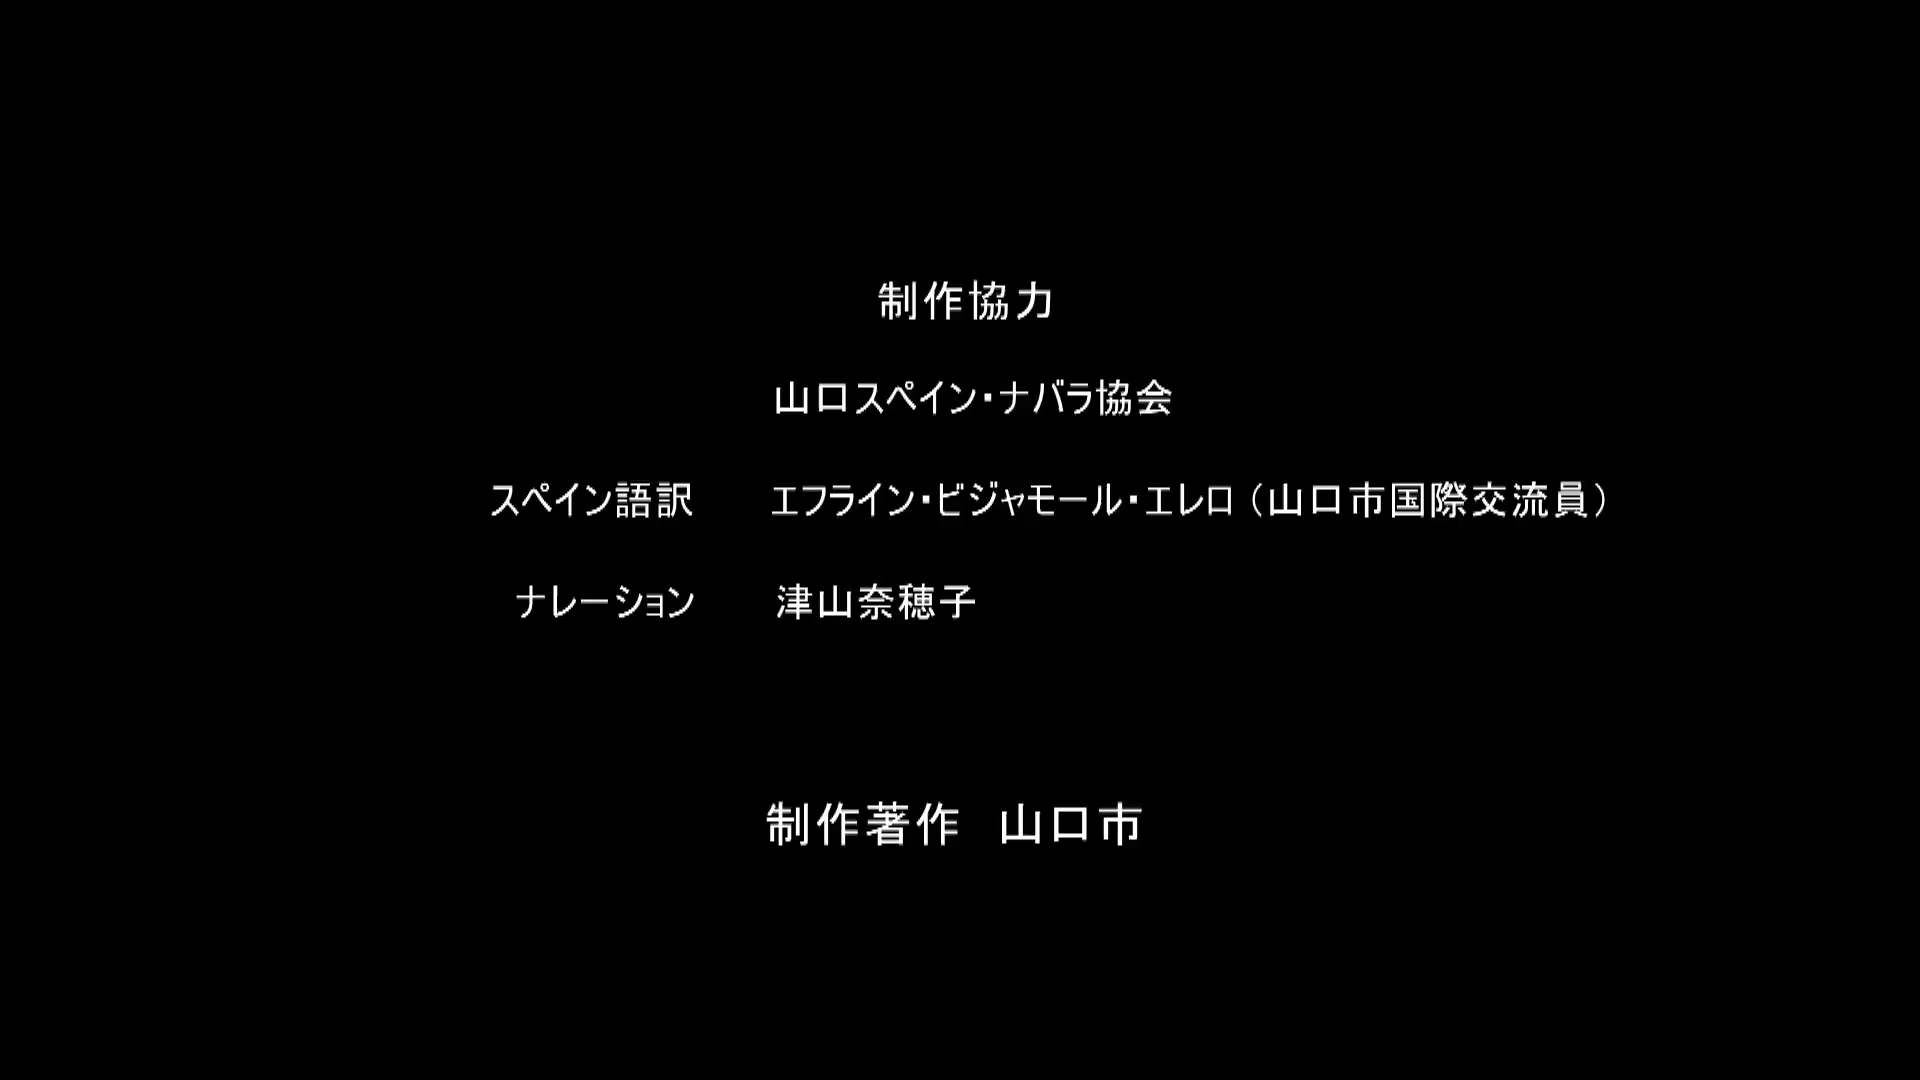 制作協力
山口スペイン・ナバラ協会
スペイン語訳　エフライン・ビジャモール・エレロ（山口市国際交流員）
ナレーション　津山奈穂子
制作著作　山口市